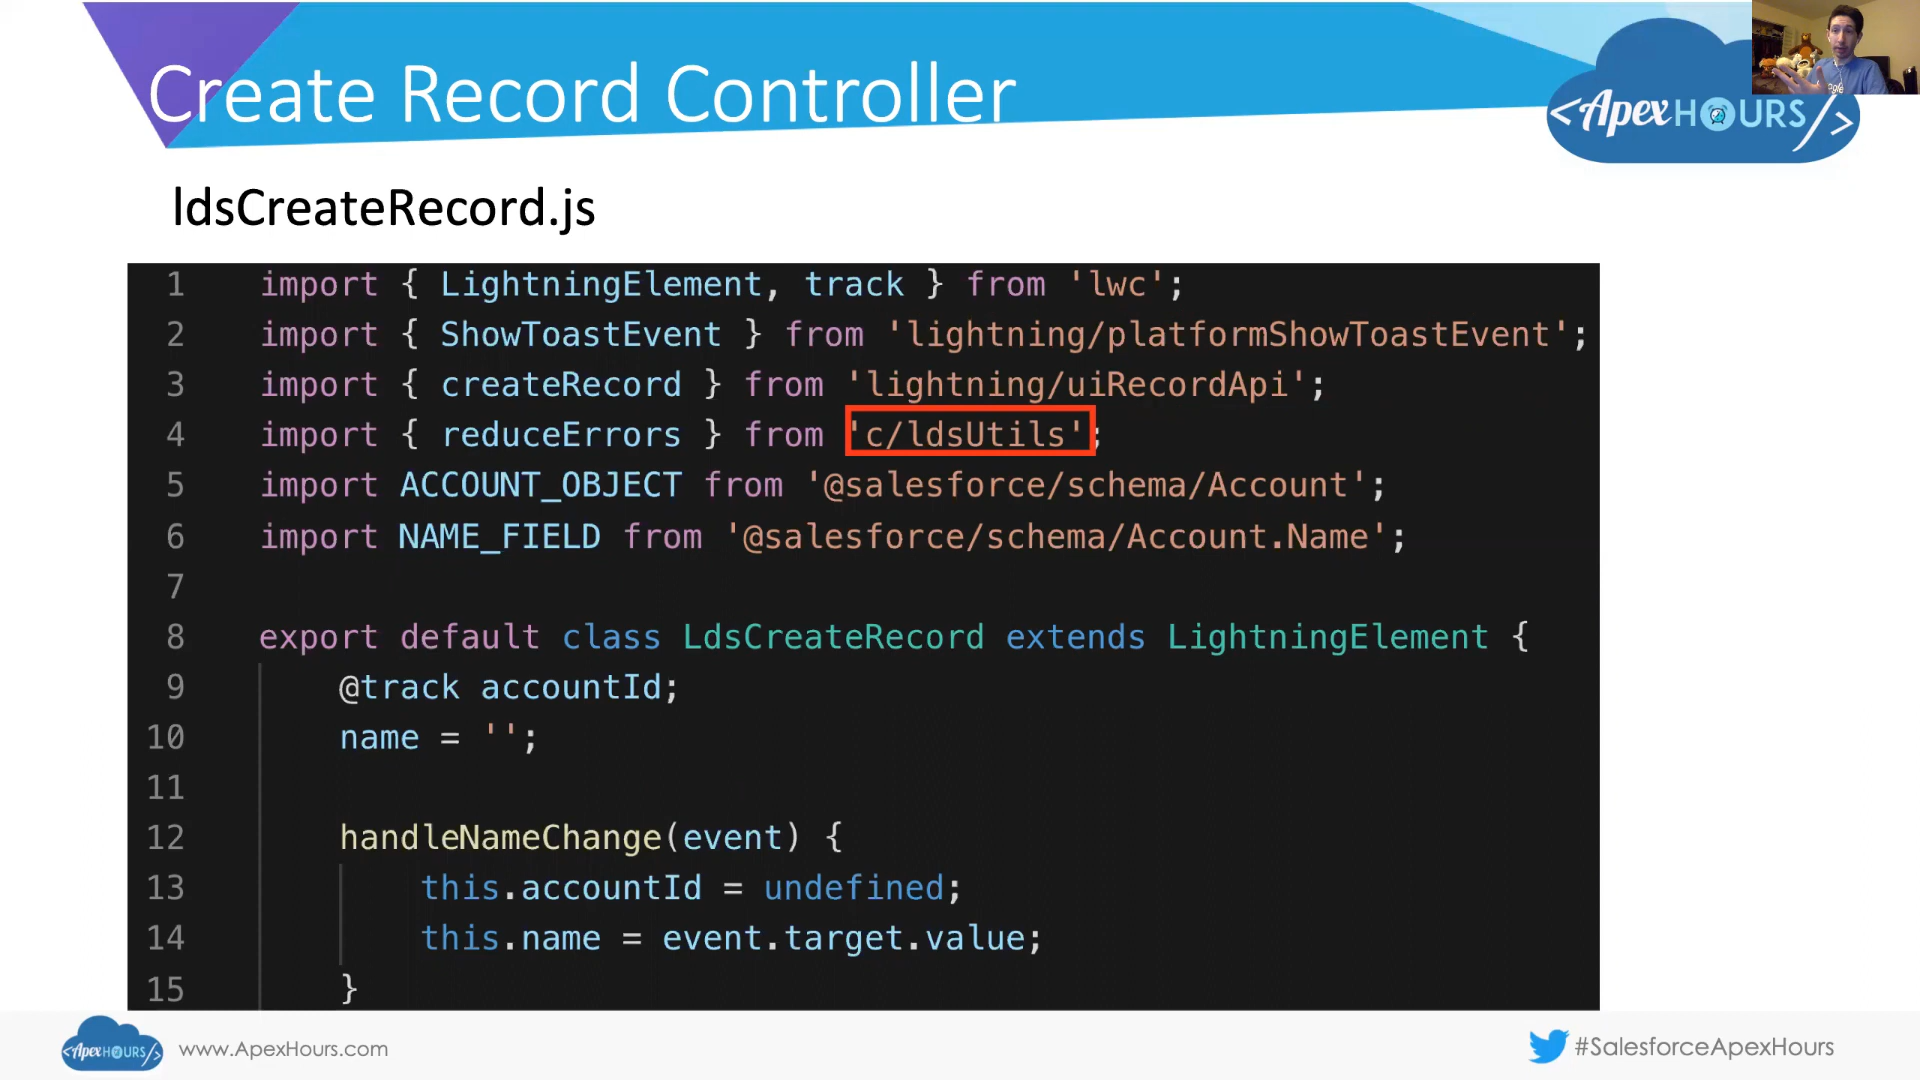 Create Record Controller
<ApexHOURS/>
ldsCreateRecord.js
1 import { LightningElement, track } from 'lwc';
2 import { ShowToastEvent } from 'lightning/platformShowToastEvent';
3 import { createRecord } from 'lightning/uiRecordApi';
4 import { reduceErrors } from 'c/ldsUtils';
5 import ACCOUNT_OBJECT from '@salesforce/schema/Account';
6 import NAME_FIELD from '@salesforce/schema/Account.Name';
7
8 export default class LdsCreateRecord extends LightningElement {
9 @track accountId;
10 name = '';
11
12 handleNameChange(event) {
13 this.accountId = undefined;
14 this.name = event.target.value;
15 }
<ApexHOURS/> www.ApexHours.com
#SalesforceApexHours